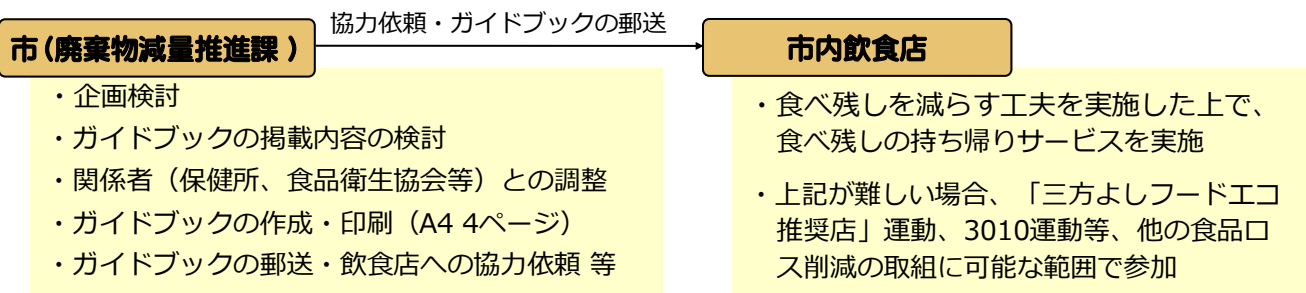 協力依頼・ガイドブックの郵送
市（廃棄物減量推進課）
・企画検討
・ガイドブックの掲載内容の検討
・関係者（保健所、食品衛生協会等）との調整
・ガイドブックの作成・印刷（A4 4ページ）
・ガイドブックの郵送・飲食店への協力依頼 等
市内飲食店
・食べ残しを減らす工夫を実施した上で、
食べ残しの持ち帰りサービスを実施
・上記が難しい場合、「三方よしフードエコ
推奨店」運動、3010運動等、他の食品ロ
ス削減の取組に可能な範囲で参加